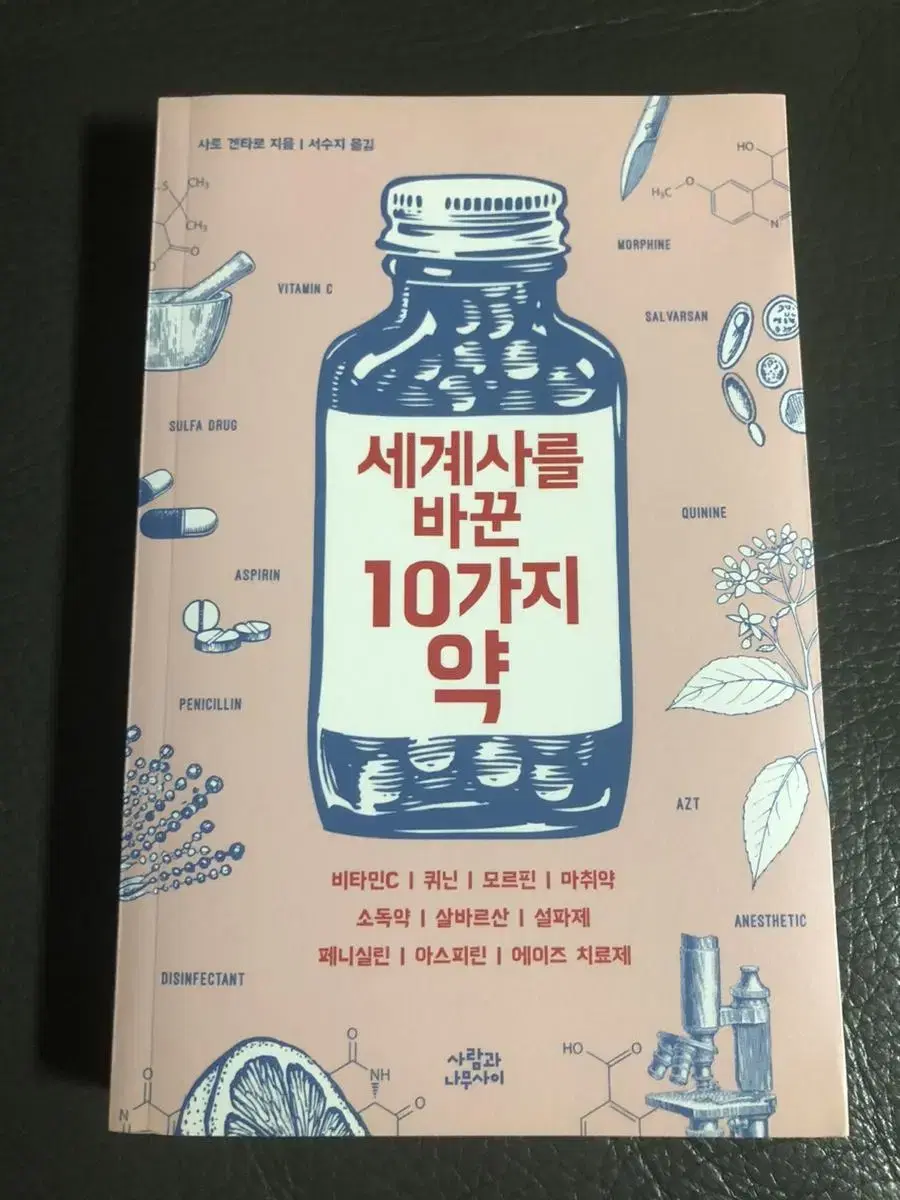 사토 겐타로 지음 | 서수지 옮김
HO
S
CH₃
H₃C
O
CH₃
N
MORPHINE
O
O
VITAMIN C
SALVARSAN
SULFA DRUG
세계사를
바꾼
10가지
약
QUININE
ASPIRIN
PENICILLIN
AZT
비타민C | 퀴닌 | 모르핀 | 마취약
소독약 | 살바르산 | 설파제
페니실린 | 아스피린 | 에이즈 치료제
ANESTHETIC
DISINFECTANT
O
HO
O
사람과
나무사이
O
NH
O
N